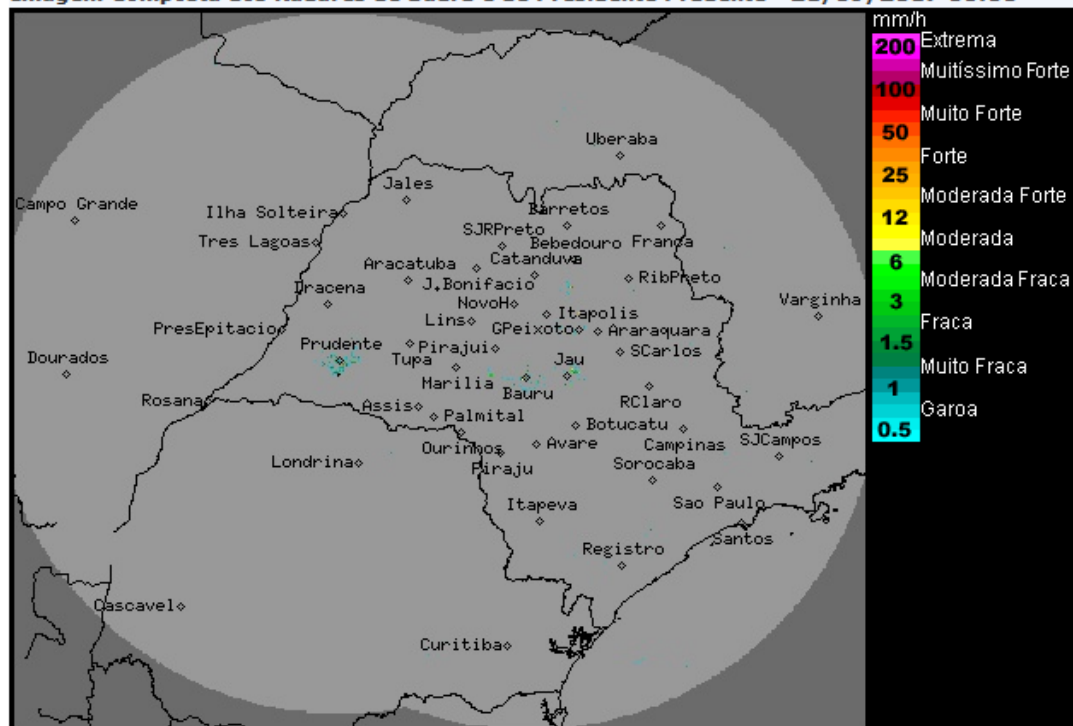 mm/h
200 Extrema
Muitíssimo Forte
100
Muito Forte
50
Forte
25
Moderada Forte
12
Moderada
6
Moderada Fraca
3
Fraca
1.5
Muito Fraca
1
Garoa
0.5
Uberaba
Jales
Campo Grande
Ilha Solteira
Barretos
SJRPreto
Tres Lagoas
Bebedouro
Franca
Aracatuba
Catanduva
Dracena
J.Bonifacio
RibPreto
NovoH
Varginha
Itapolis
Lins
PresEpitacio
GPeixoto
Araraquara
Prudente
Pirajui
SCarlos
Dourados
Tupa
Jau
Marilia
Bauru
Rosana
Assis
RClaro
Palmital
Botucatu
Ourinhos
Avare
Campinas
SJCampos
Londrina
Piraju
Sorocaba
Itapeva
Sao Paulo
Santos
Registro
Cascavel
Curitiba